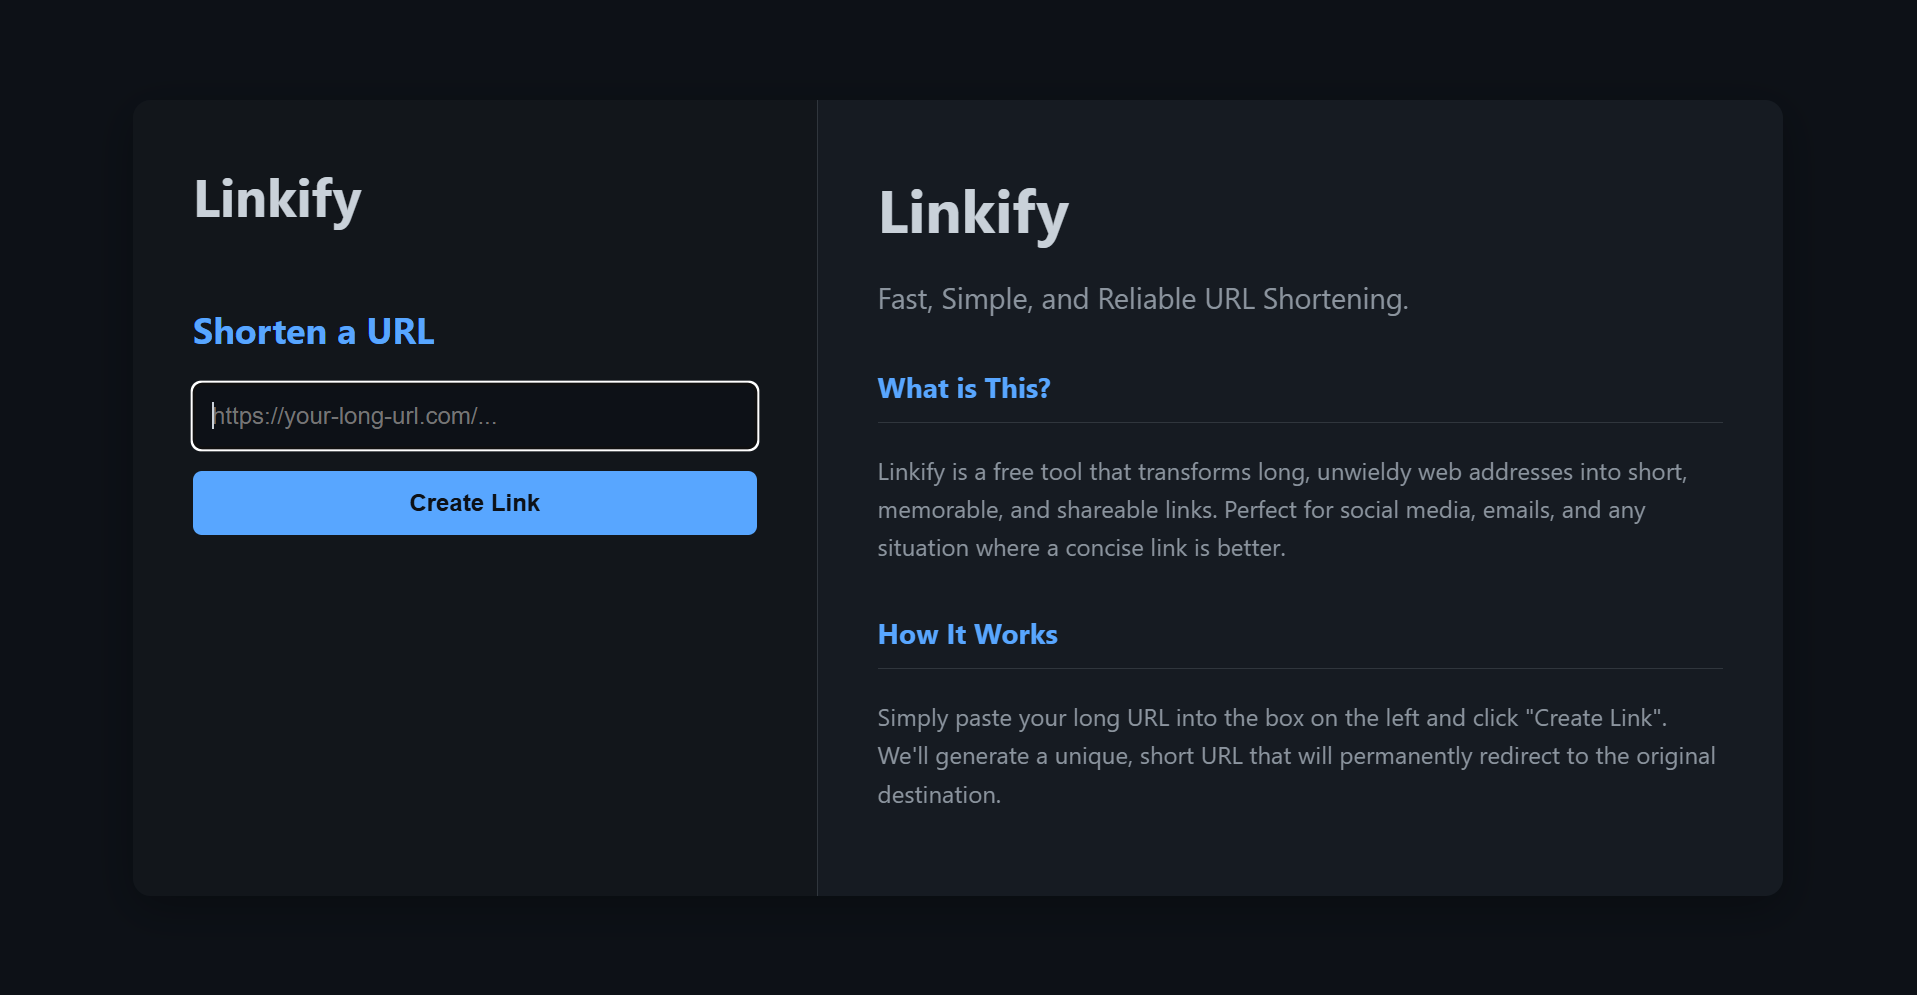 Linkify
Shorten a URL
https://your-long-url.com/...
Create Link
Linkify
Fast, Simple, and Reliable URL Shortening.
What is This?
Linkify is a free tool that transforms long, unwieldy web addresses into short,
memorable, and shareable links. Perfect for social media, emails, and any
situation where a concise link is better.
How It Works
Simply paste your long URL into the box on the left and click "Create Link".
We'll generate a unique, short URL that will permanently redirect to the original
destination.